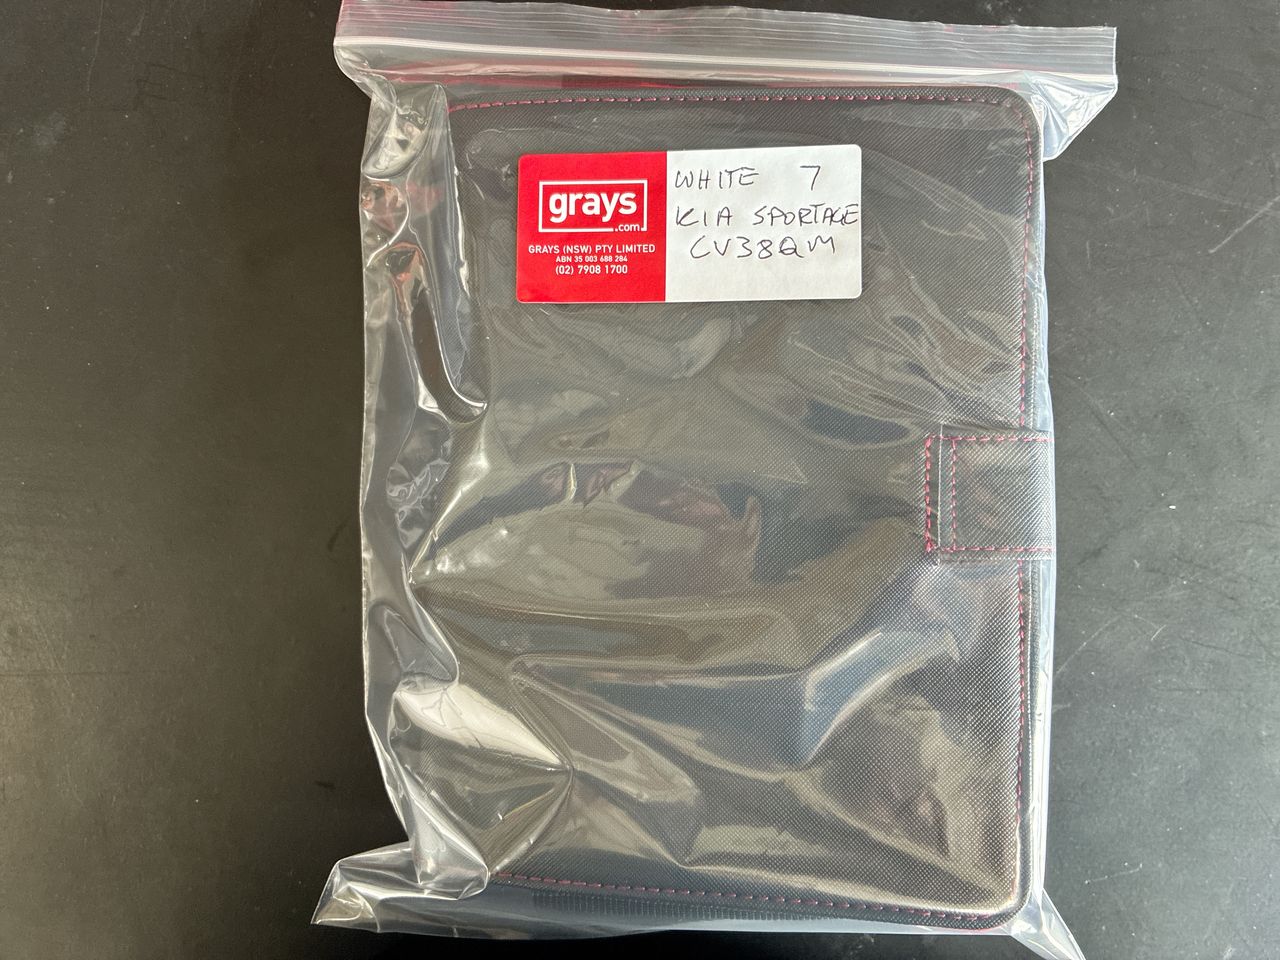 grays
.com
GRAYS (NSW) PTY LIMITED
ABN 35 003 688 284
(02) 7908 1700
WHITE 7
KIA SPORTAGE
CV38QM